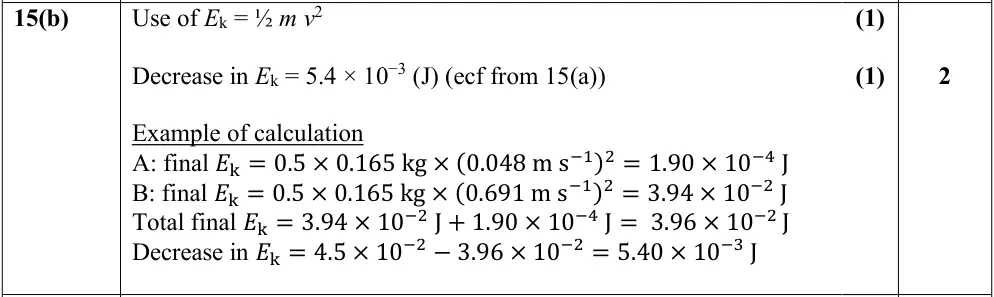 15(b) Use of Eₖ = ½ m v² (1)
Decrease in Eₖ = 5.4 × 10⁻³ (J) (ecf from 15(a)) (1) 2
Example of calculation
A: final Eₖ = 0.5 × 0.165 kg × (0.048 m s⁻¹)² = 1.90 × 10⁻⁴ J
B: final Eₖ = 0.5 × 0.165 kg × (0.691 m s⁻¹)² = 3.94 × 10⁻² J
Total final Eₖ = 3.94 × 10⁻² J + 1.90 × 10⁻⁴ J = 3.96 × 10⁻² J
Decrease in Eₖ = 4.5 × 10⁻² − 3.96 × 10⁻² = 5.40 × 10⁻³ J